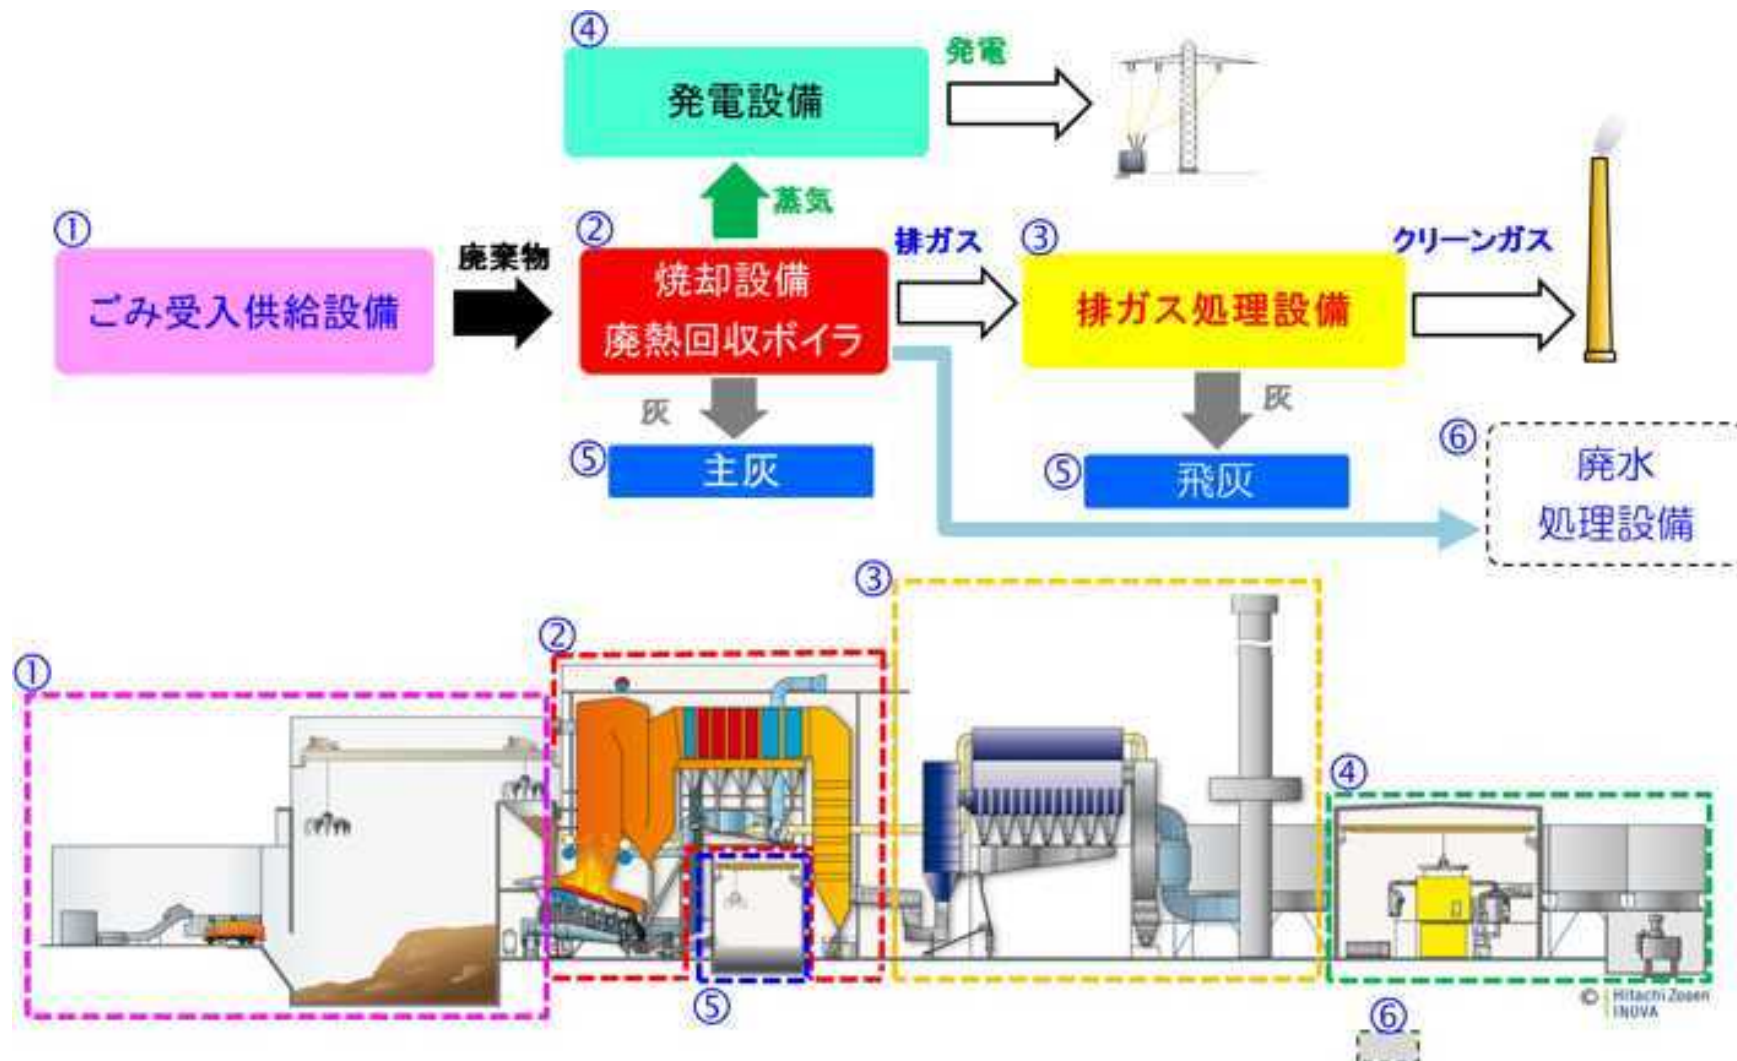 ④
発電設備
発電
蒸気
①
ごみ受入供給設備
廃棄物
②
焼却設備
廃熱回収ボイラ
排ガス
③
排ガス処理設備
クリーンガス
灰
⑤
主灰
灰
⑤
飛灰
⑥
廃水
処理設備
①
②
③
④
⑤
⑥
© Hitachi Zosen
INOVA